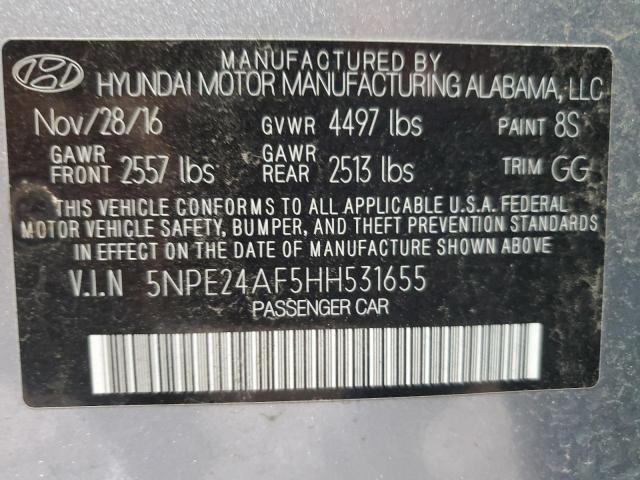 MANUFACTURED BY
HYUNDAI MOTOR MANUFACTURING ALABAMA, LLC
Nov/28/16 GVWR 4497 lbs PAINT 8S
GAWR FRONT 2557 lbs GAWR REAR 2513 lbs TRIM GG
THIS VEHICLE CONFORMS TO ALL APPLICABLE U.S.A. FEDERAL
MOTOR VEHICLE SAFETY, BUMPER, AND THEFT PREVENTION STANDARDS
IN EFFECT ON THE DATE OF MANUFACTURE SHOWN ABOVE.
V.I.N 5NPE24AF5HH531655
PASSENGER CAR